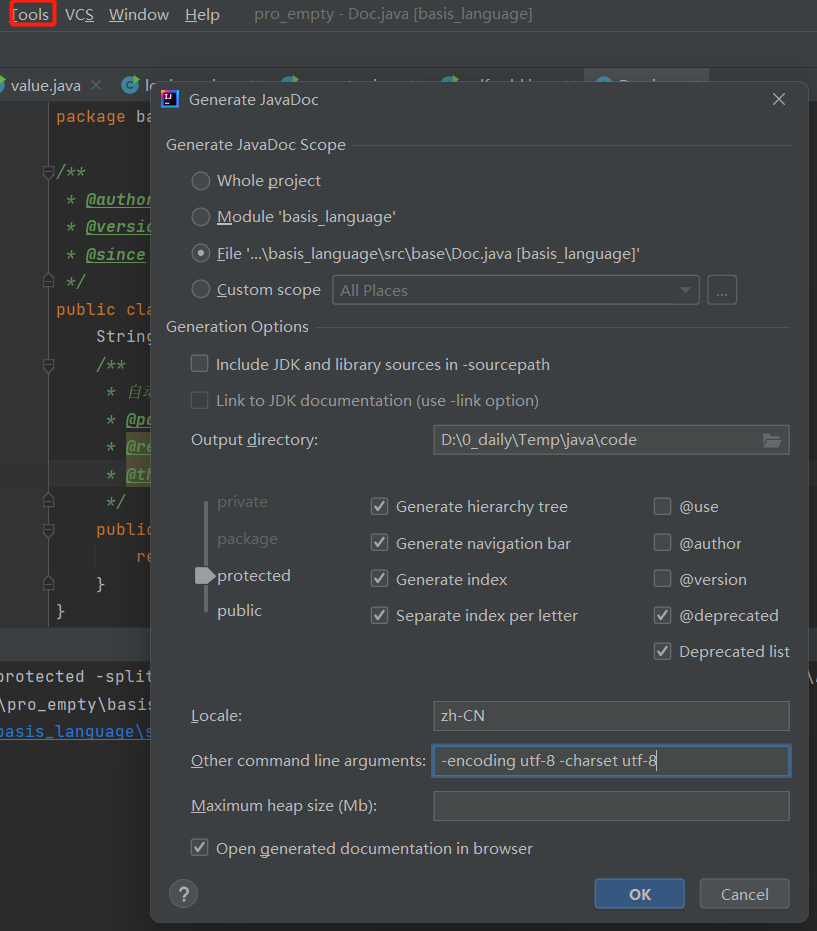 Tools VCS Window Help pro_empty - Doc.java [basis_language]
value.java
Generate JavaDoc
package
Generate JavaDoc Scope
/**
Whole project
* @author
Module 'basis_language'
* @versio
* @since
File '...\basis_language\src\base\Doc.java [basis_language]'
*/
Custom scope All Places ...
public cla
Generation Options
String
/**
Include JDK and library sources in -sourcepath
* 自动
Link to JDK documentation (use -link option)
* @pa
Output directory: D:\0_daily\Temp\java\code
* @re
* @th
*/
private
Generate hierarchy tree @use
public
package
Generate navigation bar @author
re
protected
Generate index @version
}
public
Separate index per letter @deprecated
}
Deprecated list
protected -split
\pro_empty\basis
Locale: zh-CN
basis_language\s
Other command line arguments: -encoding utf-8 -charset utf-8
Maximum heap size (Mb):
Open generated documentation in browser
? OK Cancel